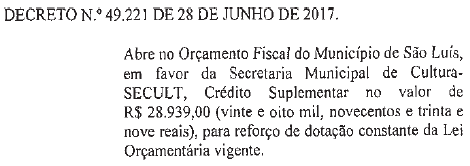 DECRETO N.º 49.221 DE 28 DE JUNHO DE 2017.
Abre no Orçamento Fiscal do Município de São Luís,
em favor da Secretaria Municipal de Cultura-
SECULT, Crédito Suplementar no valor de
R$ 28.939,00 (vinte e oito mil, novecentos e trinta e
nove reais), para reforço de dotação constante da Lei
Orçamentária vigente.